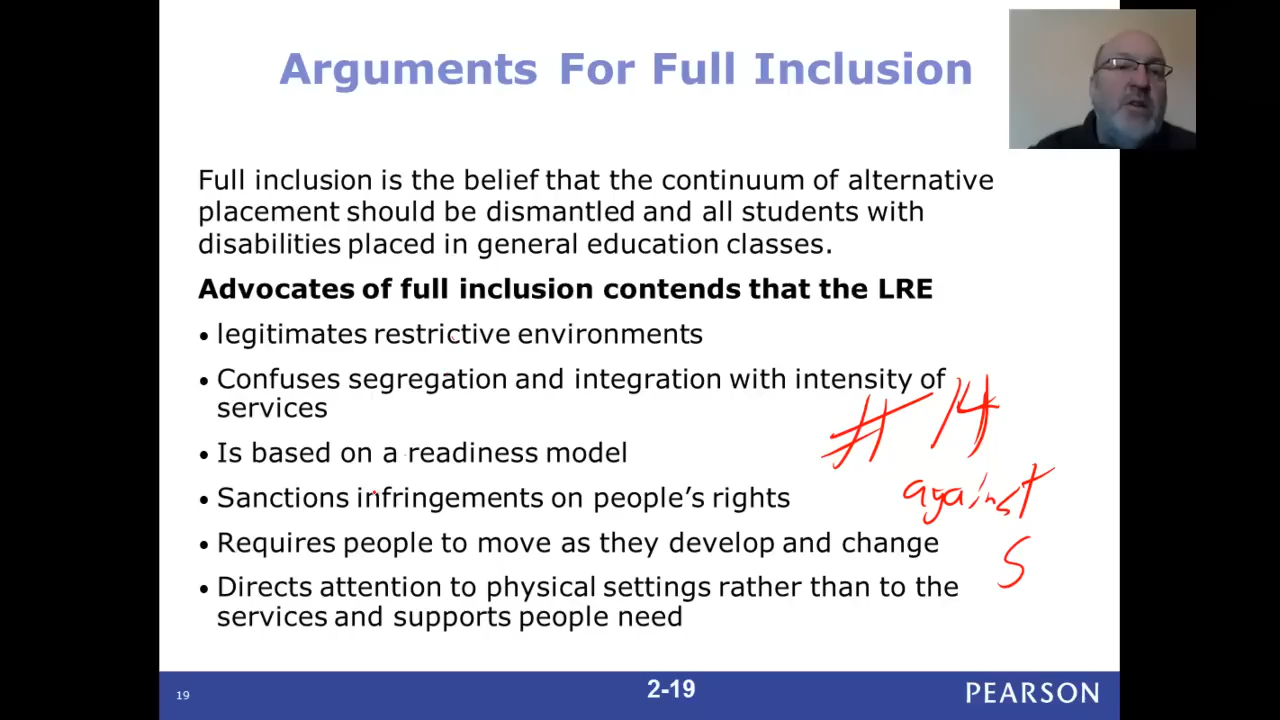 Arguments For Full Inclusion
Full inclusion is the belief that the continuum of alternative
placement should be dismantled and all students with
disabilities placed in general education classes.
Advocates of full inclusion contends that the LRE
• legitimates restrictive environments
• Confuses segregation and integration with intensity of
services
• Is based on a readiness model
• Sanctions infringements on people's rights
• Requires people to move as they develop and change
• Directs attention to physical settings rather than to the
services and supports people need
# 14
against
S
19
2-19
PEARSON